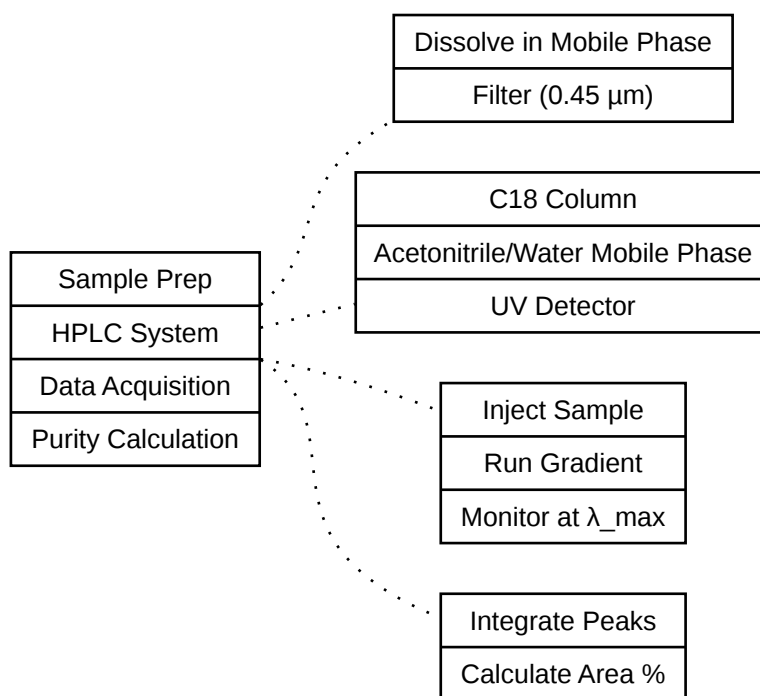 Dissolve in Mobile Phase
Filter (0.45 µm)
C18 Column
Acetonitrile/Water Mobile Phase
UV Detector
Sample Prep
HPLC System
Data Acquisition
Purity Calculation
Inject Sample
Run Gradient
Monitor at λ_max
Integrate Peaks
Calculate Area %